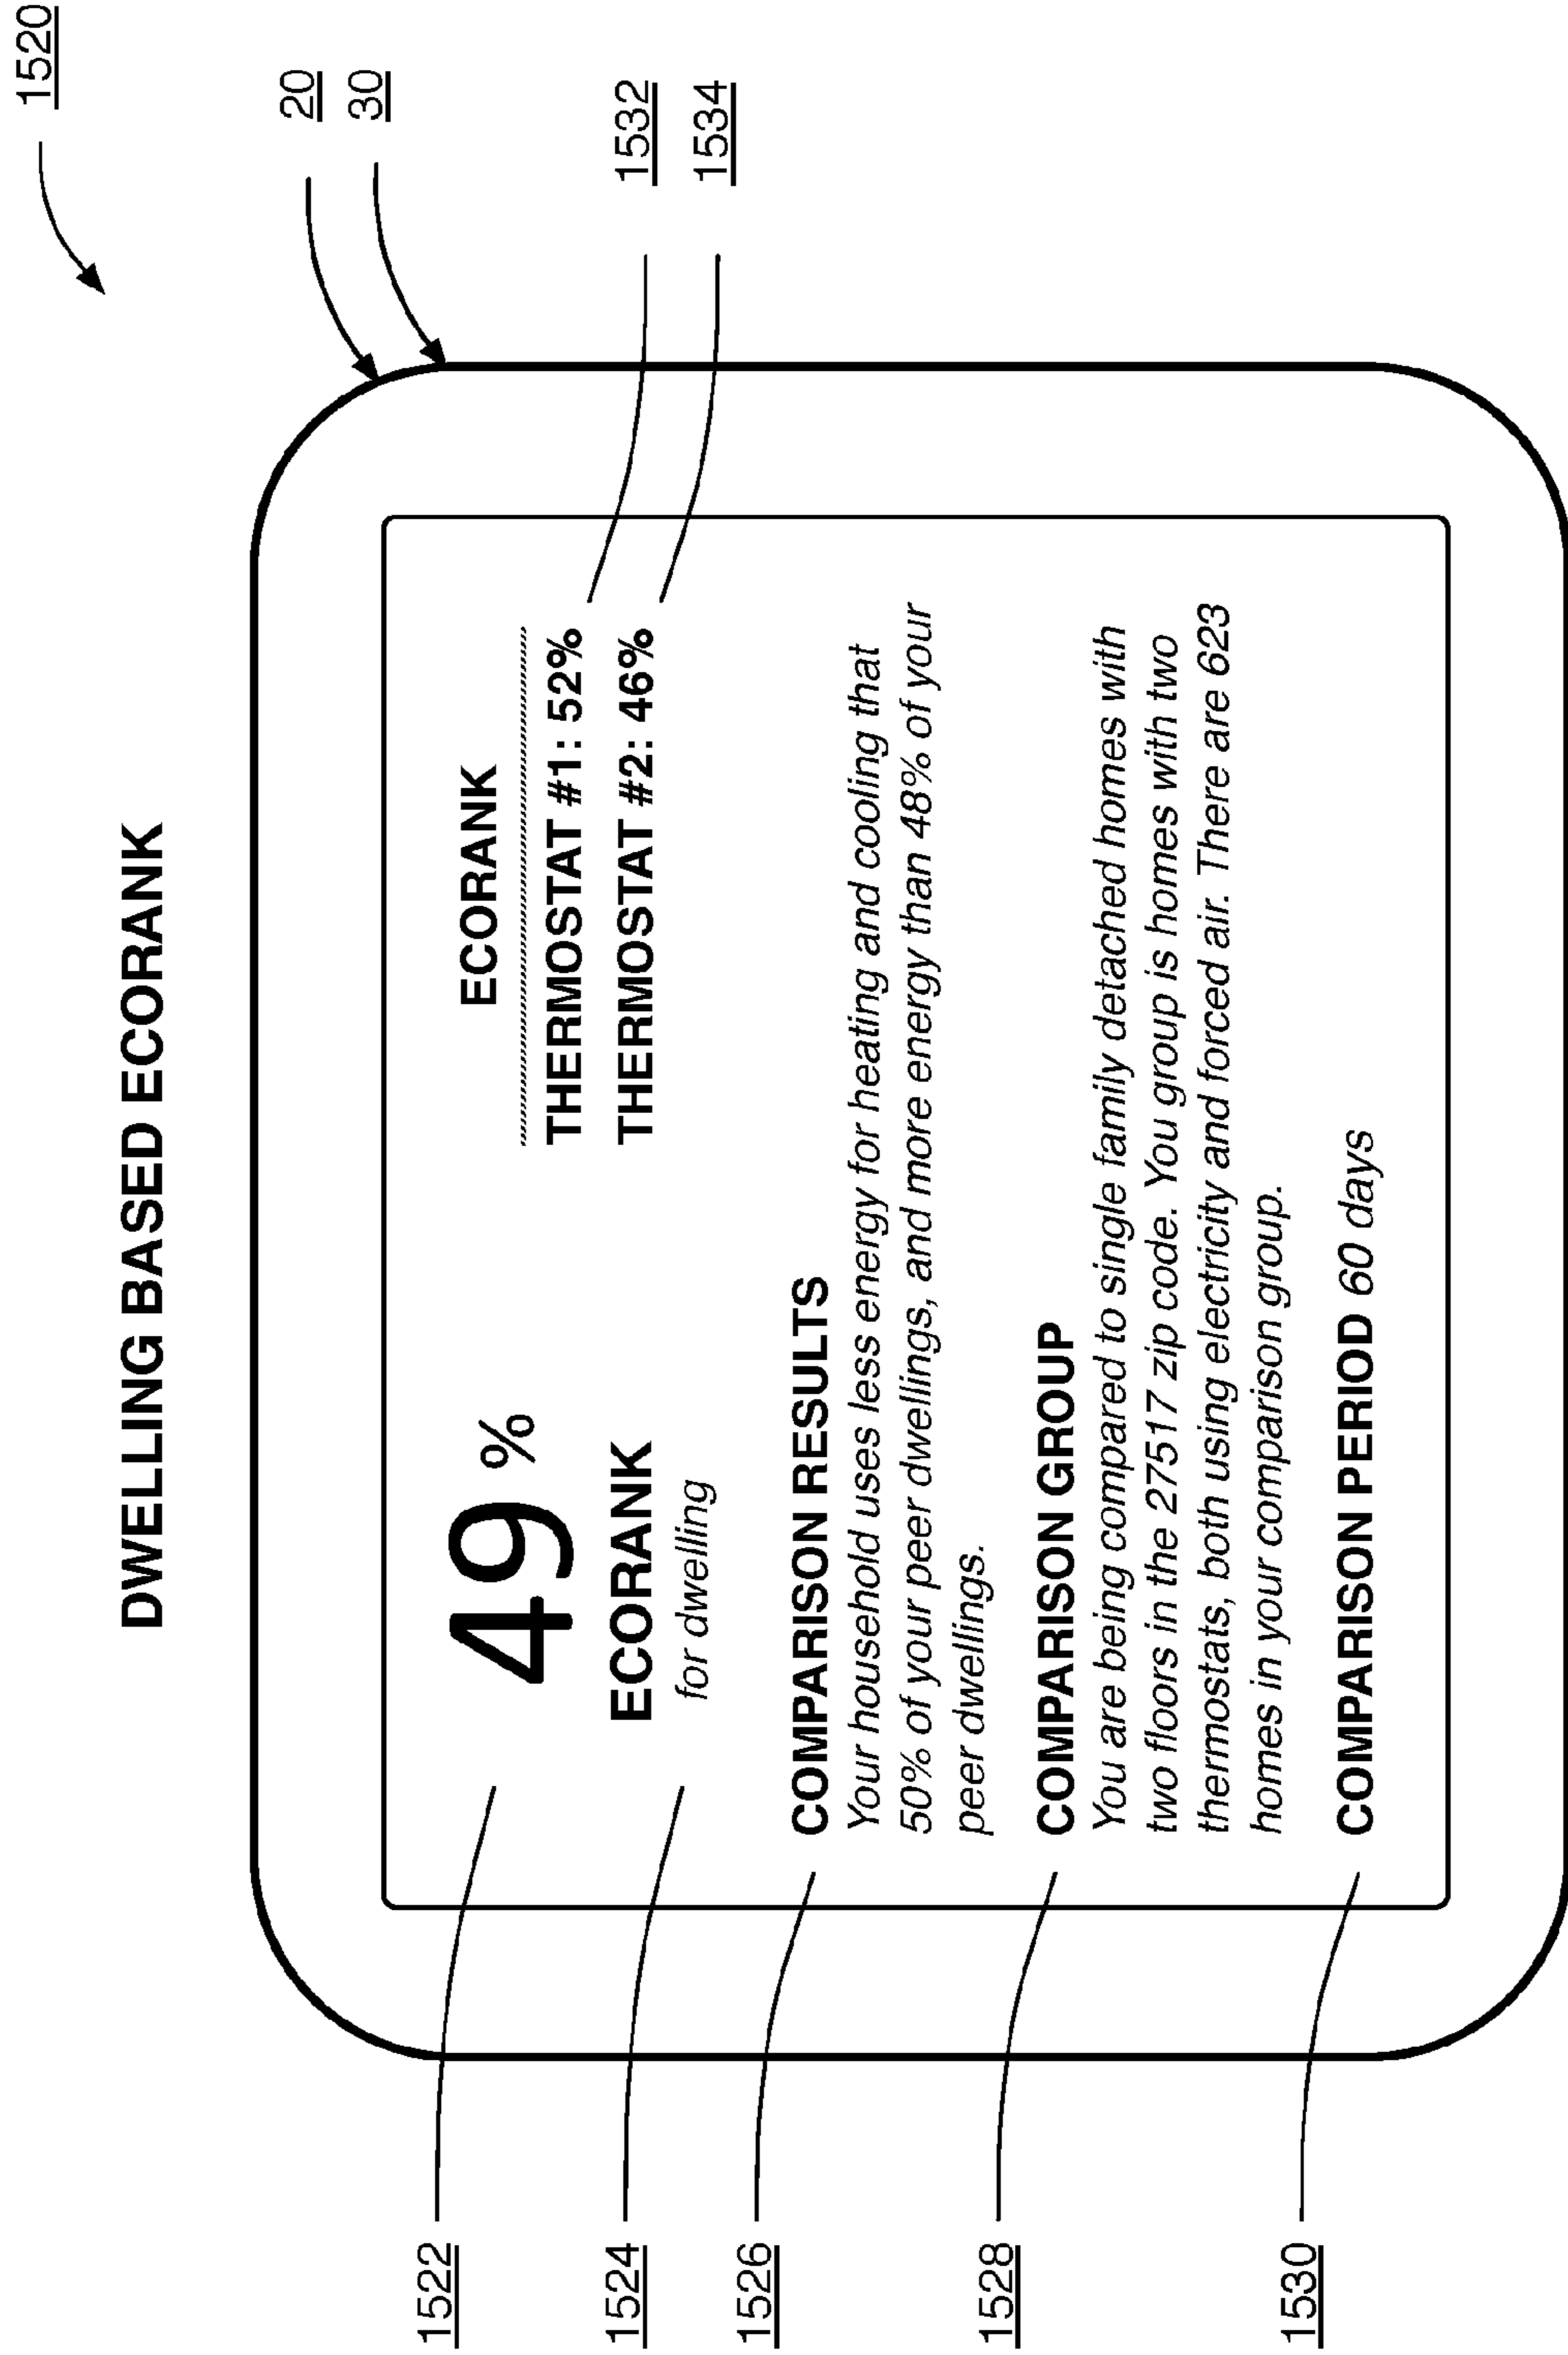 1520
DWELLING BASED ECORANK
20
30
1522
49 %
ECORANK
THERMOSTAT #1: 52%
1532
THERMOSTAT #2: 46%
1534
1524
ECORANK
for dwelling
1526
COMPARISON RESULTS
Your household uses less energy for heating and cooling that
50% of your peer dwellings, and more energy than 48% of your
peer dwellings.
1528
COMPARISON GROUP
You are being compared to single family detached homes with
two floors in the 27517 zip code. You group is homes with two
thermostats, both using electricity and forced air. There are 623
homes in your comparison group.
1530
COMPARISON PERIOD 60 days